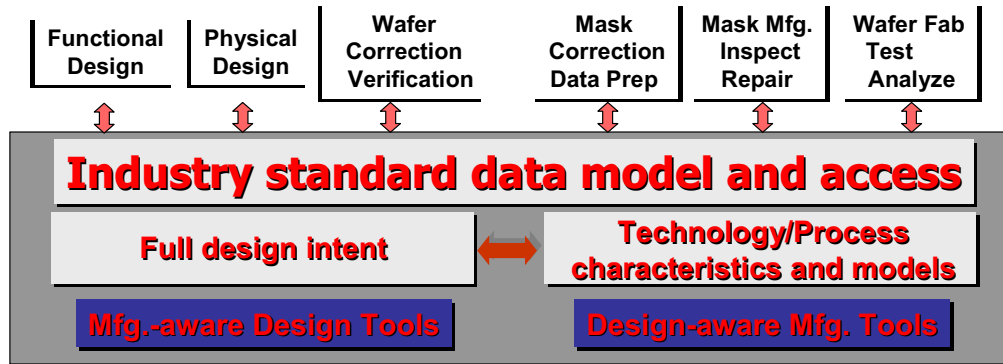 Functional
Design
Physical
Design
Wafer
Correction
Verification
Mask
Correction
Data Prep
Mask Mfg.
Inspect
Repair
Wafer Fab
Test
Analyze
Industry standard data model and access
Full design intent
Technology/Process
characteristics and models
Mfg.-aware Design Tools
Design-aware Mfg. Tools